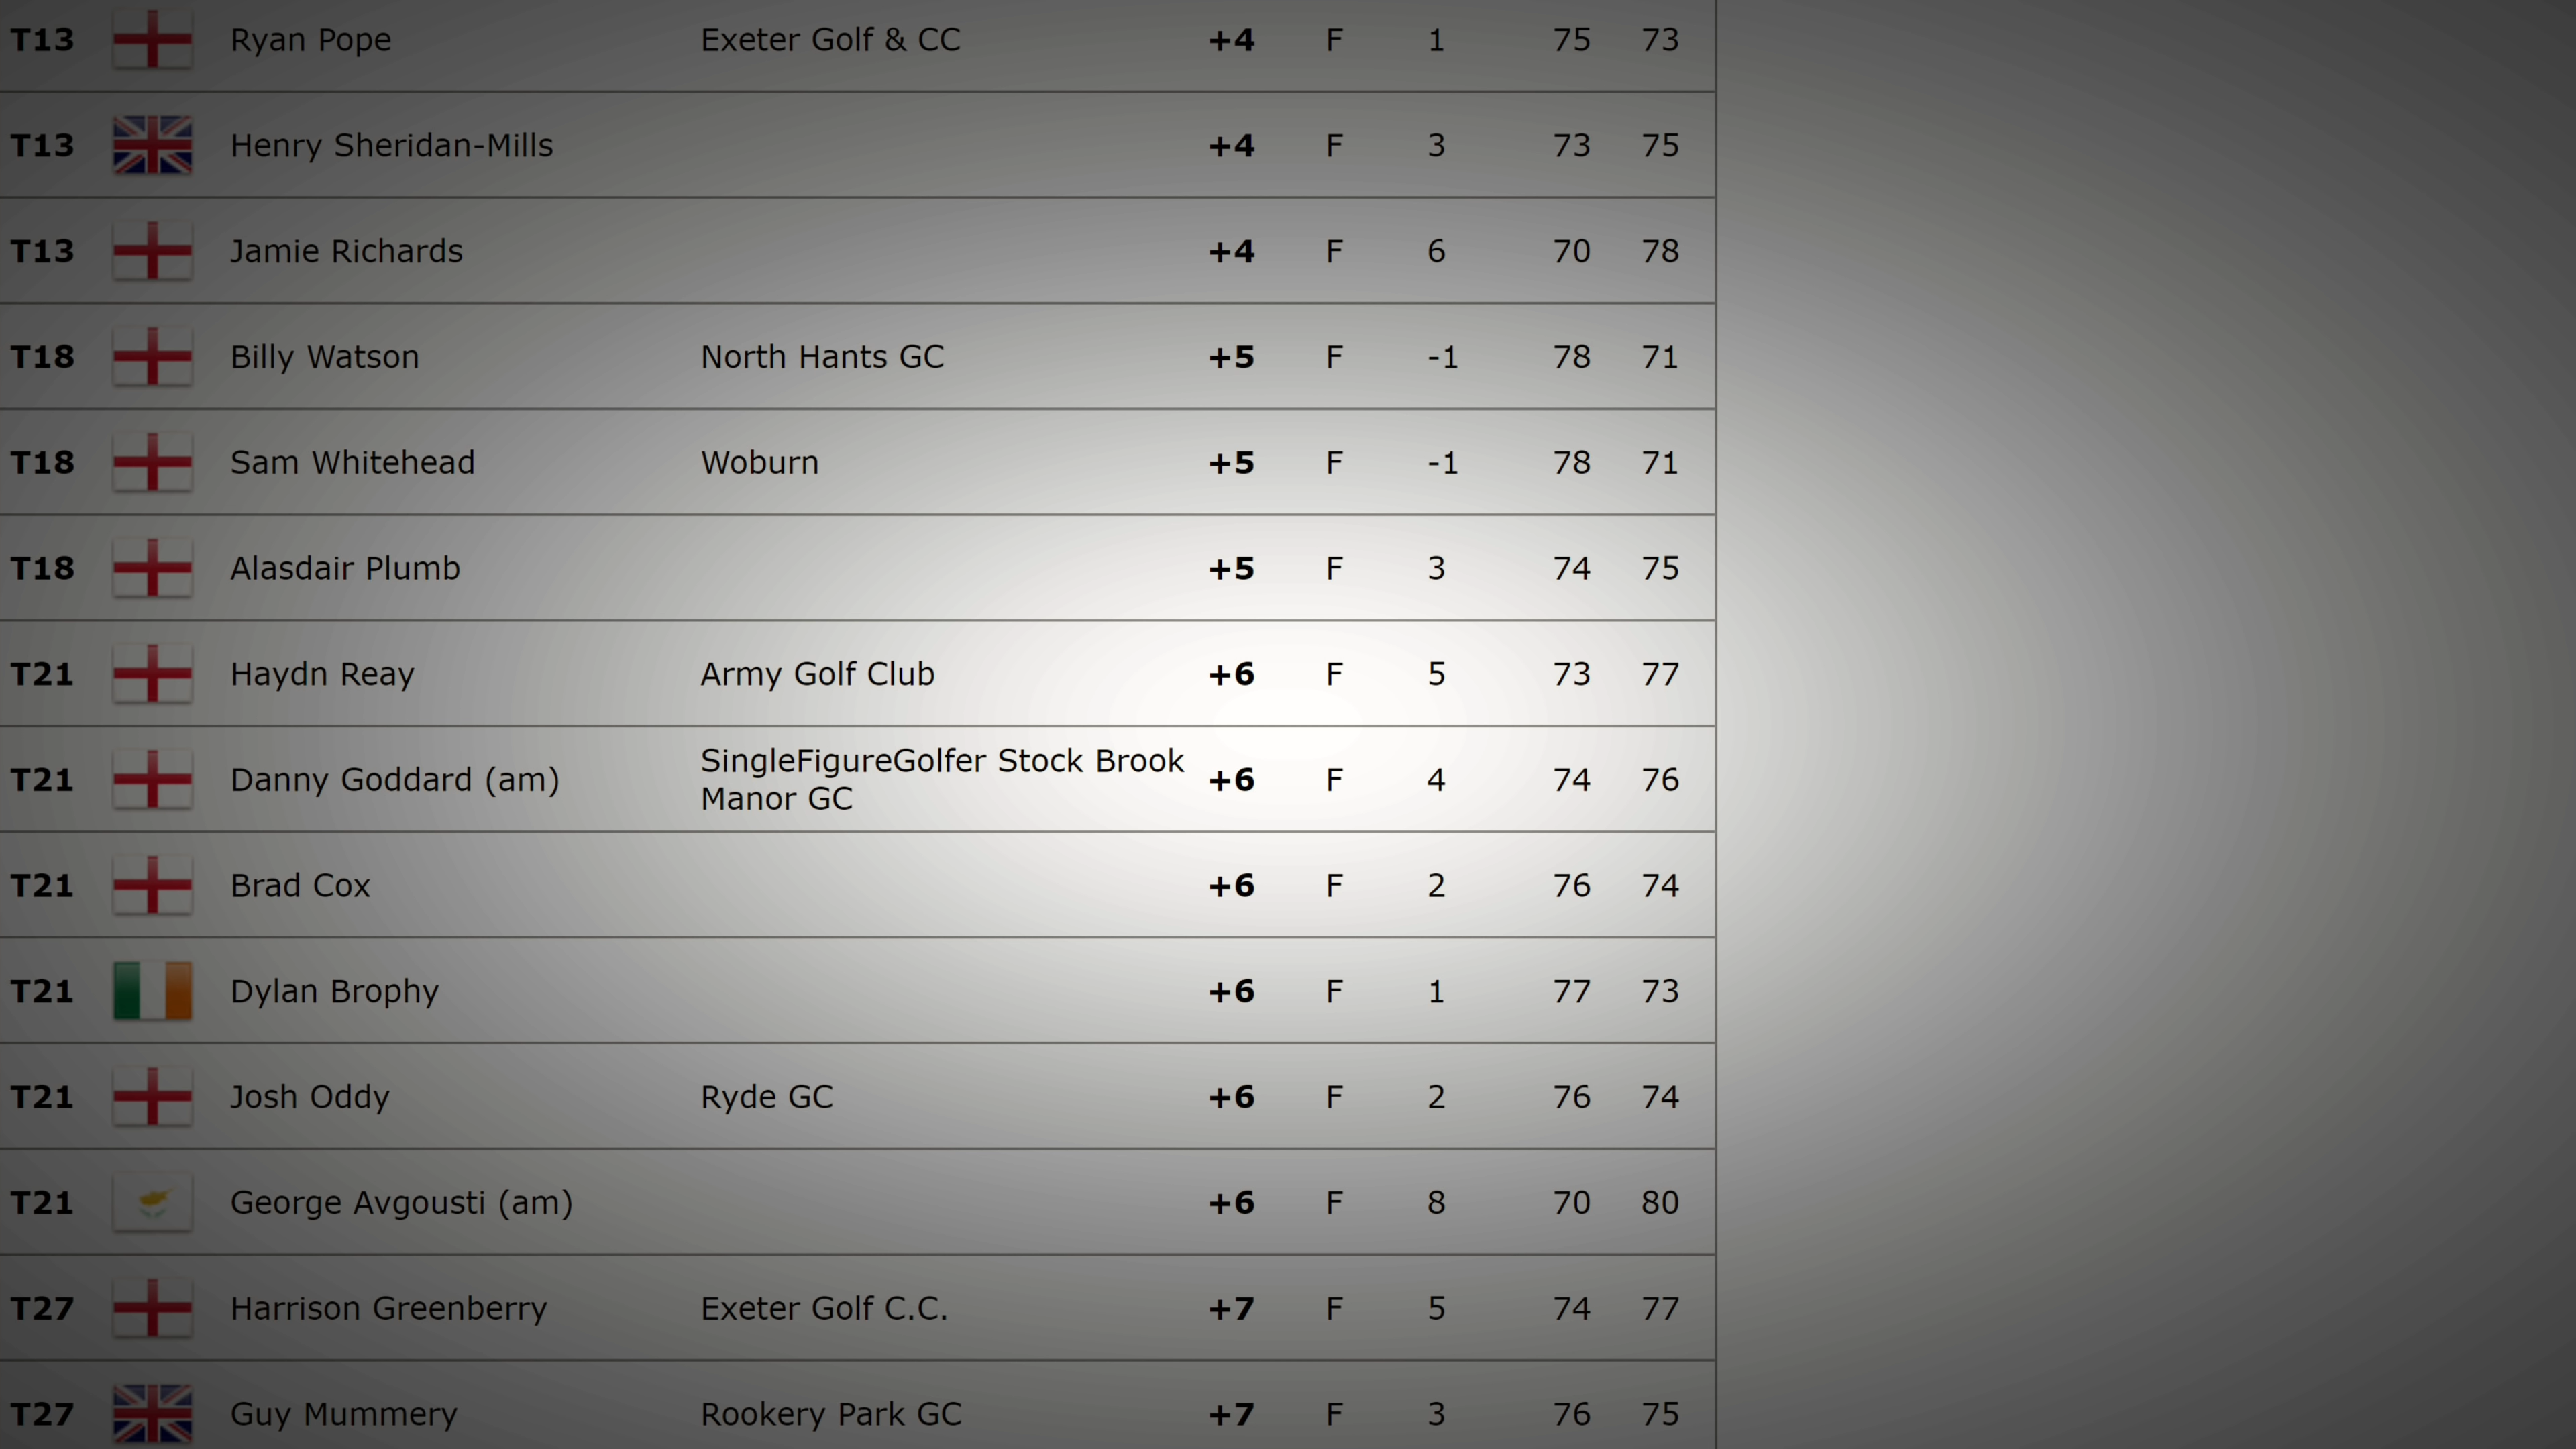 T13 Ryan Pope Exeter Golf & CC +4 F 1 75 73
T13 Henry Sheridan-Mills +4 F 3 73 75
T13 Jamie Richards +4 F 6 70 78
T18 Billy Watson North Hants GC +5 F -1 78 71
T18 Sam Whitehead Woburn +5 F -1 78 71
T18 Alasdair Plumb +5 F 3 74 75
T21 Haydn Reay Army Golf Club +6 F 5 73 77
T21 Danny Goddard (am) SingleFigureGolfer Stock Brook
Manor GC +6 F 4 74 76
T21 Brad Cox +6 F 2 76 74
T21 Dylan Brophy +6 F 1 77 73
T21 Josh Oddy Ryde GC +6 F 2 76 74
T21 George Avgousti (am) +6 F 8 70 80
T27 Harrison Greenberry Exeter Golf C.C. +7 F 5 74 77
T27 Guy Mummery Rookery Park GC +7 F 3 76 75